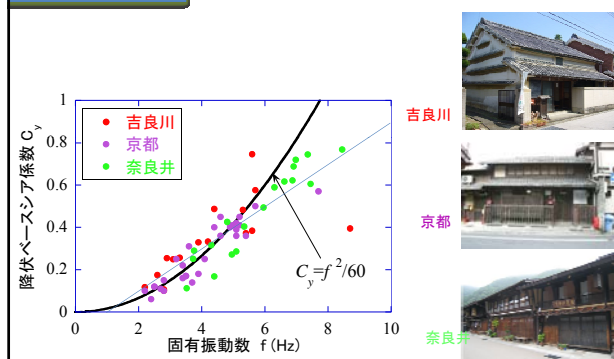 1
0.8
0.6
0.4
0.2
0
0
2
4
6
8
10
降伏ベースシア係数 Cy
固有振動数 f (Hz)
吉良川
京都
奈良井
Cy=f²/60
吉良川
京都
奈良井